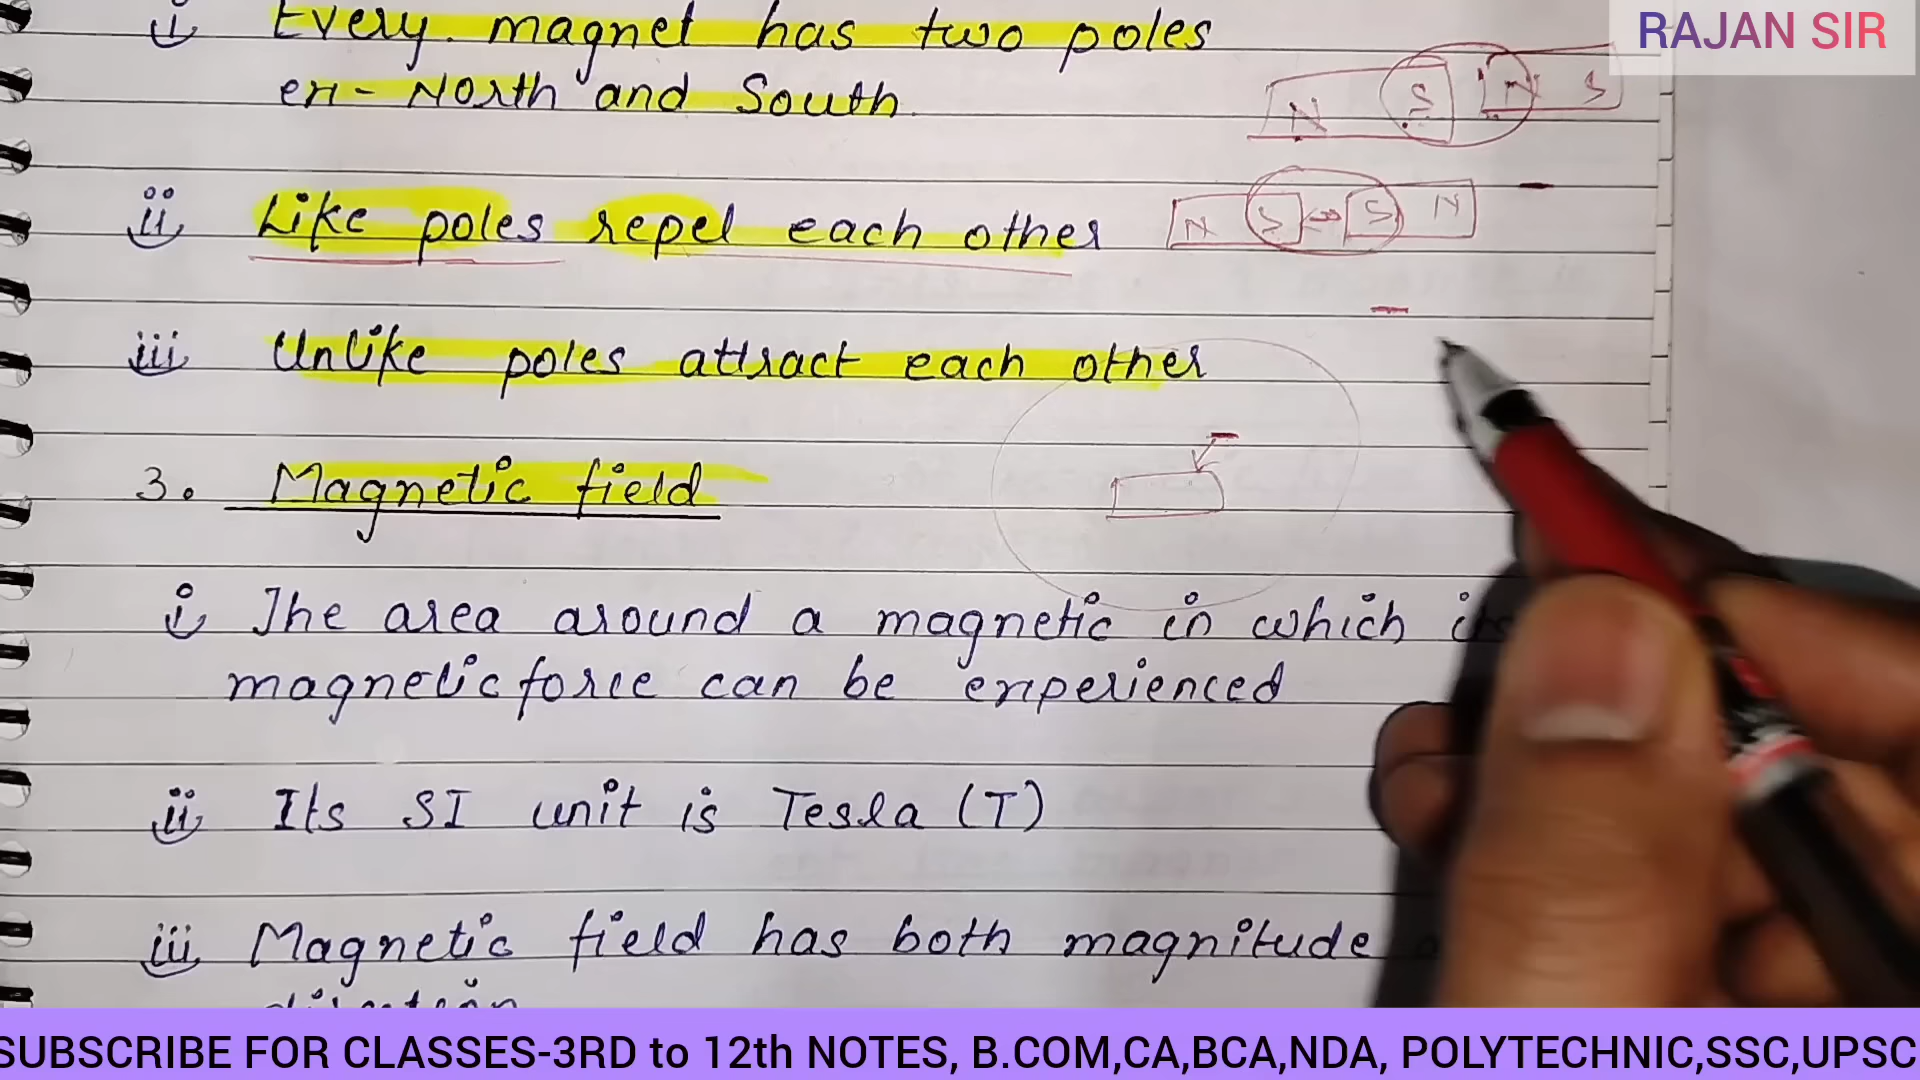 i Every magnet has two poles
ex- North and South.
RAJAN SIR
N S N S
ii Like poles repel each other
N S S N
iii Unlike poles attract each other
3. Magnetic field
i The area around a magnetic in which its
magnetic force can be experienced
ii Its SI unit is Tesla (T)
iii Magnetic field has both magnitude
direction
SUBSCRIBE FOR CLASSES-3RD to 12th NOTES, B.COM,CA,BCA,NDA, POLYTECHNIC,SSC,UPSC